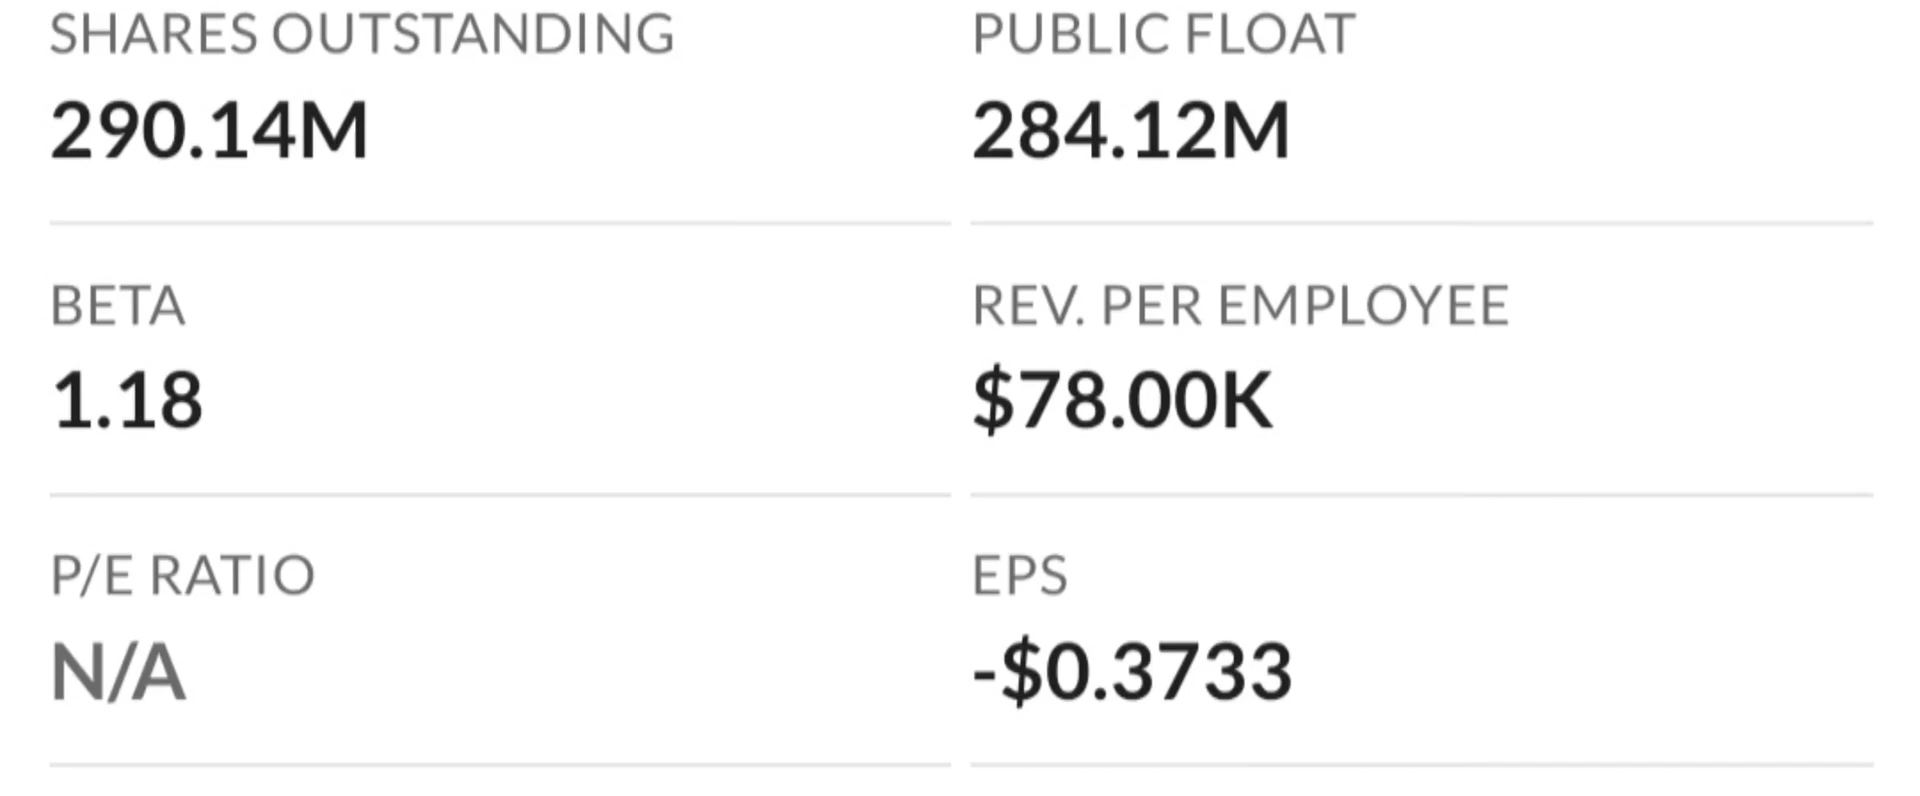 SHARES OUTSTANDING
290.14M
PUBLIC FLOAT
284.12M
BETA
1.18
REV. PER EMPLOYEE
$78.00K
P/E RATIO
N/A
EPS
-$0.3733